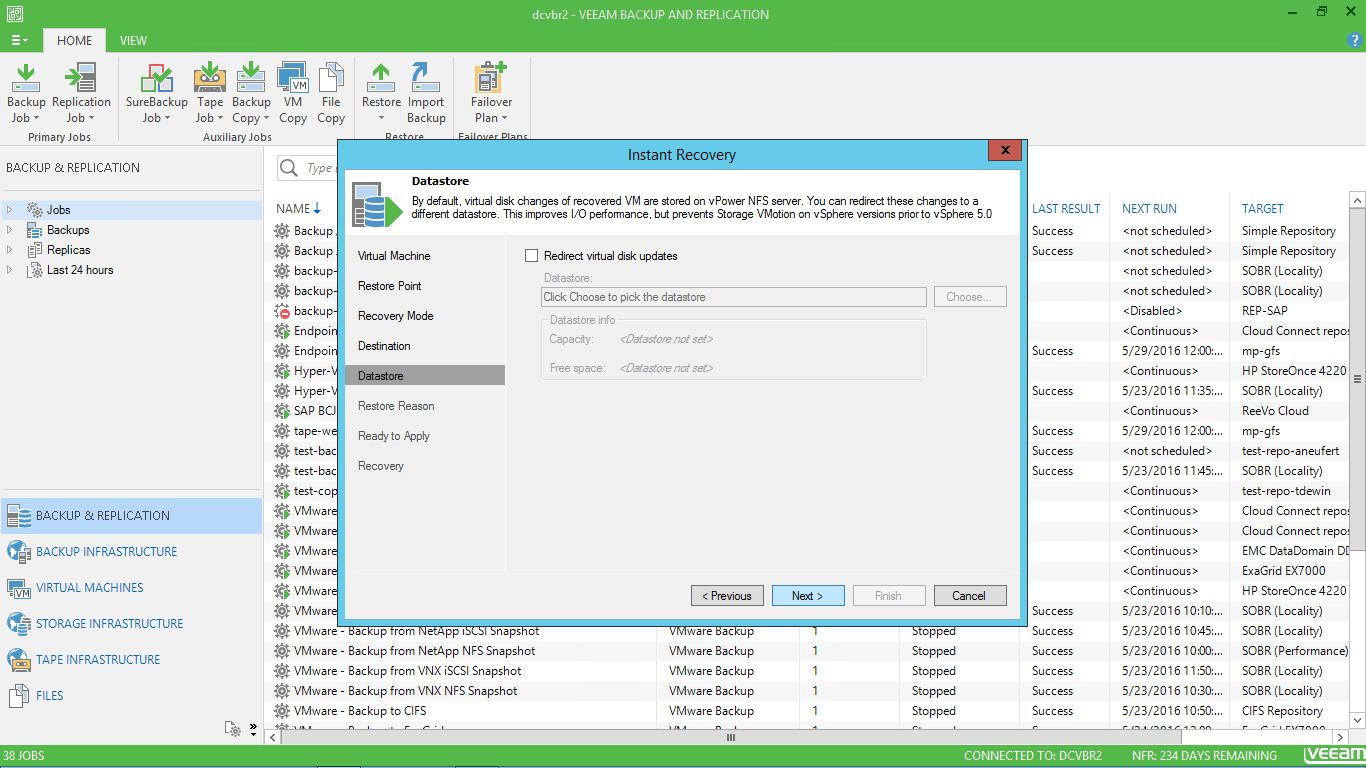 dcvbr2 - VEEAM BACKUP AND REPLICATION
HOME VIEW
Backup Job
Replication Job
SureBackup Job
Tape Job
Backup Copy
VM Copy
File Copy
Restore
Import Backup
Failover Plan
Primary Jobs
Auxiliary Jobs
Restore
Failover Plans
BACKUP & REPLICATION
Jobs
Backups
Replicas
Last 24 hours
BACKUP & REPLICATION
BACKUP INFRASTRUCTURE
VIRTUAL MACHINES
STORAGE INFRASTRUCTURE
TAPE INFRASTRUCTURE
FILES
Type
NAME LAST RESULT NEXT RUN TARGET
Backup Success <not scheduled> Simple Repository
Backup Success <not scheduled> Simple Repository
backup- <not scheduled> SOBR (Locality)
backup- <not scheduled> SOBR (Locality)
backup- <Disabled> REP-SAP
Endpoin <Continuous> Cloud Connect repos
Endpoin Success 5/29/2016 12:00:... mp-gfs
Hyper-V <Continuous> HP StoreOnce 4220
Hyper-V Success 5/23/2016 11:35:... SOBR (Locality)
SAP BCJ <Continuous> ReeVo Cloud
tape-we Success 5/29/2016 12:00:... mp-gfs
test-bac Success <not scheduled> test-repo-aneufert
test-bac Success 5/23/2016 11:45:... SOBR (Locality)
test-cop <Continuous> test-repo-tdewin
VMware <Continuous> Cloud Connect repos
VMware <Continuous> Cloud Connect repos
VMware <Continuous> EMC DataDomain DD
VMware <Continuous> ExaGrid EX7000
VMware <Continuous> HP StoreOnce 4220
VMware Success 5/23/2016 10:10:... SOBR (Locality)
VMware - Backup from NetApp iSCSI Snapshot VMware Backup 1 Stopped Success 5/23/2016 10:45:... SOBR (Locality)
VMware - Backup from NetApp NFS Snapshot VMware Backup 1 Stopped Success 5/23/2016 10:00:... SOBR (Performance)
VMware - Backup from VNX iSCSI Snapshot VMware Backup 1 Stopped Success 5/23/2016 11:50:... SOBR (Locality)
VMware - Backup from VNX NFS Snapshot VMware Backup 1 Stopped Success 5/23/2016 10:30:... SOBR (Locality)
VMware - Backup to CIFS VMware Backup 1 Stopped Success 5/23/2016 10:50:... CIFS Repository
Instant Recovery
Datastore
By default, virtual disk changes of recovered VM are stored on vPower NFS server. You can redirect these changes to a
different datastore. This improves I/O performance, but prevents Storage VMotion on vSphere versions prior to vSphere 5.0
Virtual Machine
Restore Point
Recovery Mode
Destination
Datastore
Restore Reason
Ready to Apply
Recovery
Redirect virtual disk updates
Datastore:
Click Choose to pick the datastore Choose...
Datastore info
Capacity: <Datastore not set>
Free space: <Datastore not set>
< Previous Next > Finish Cancel
38 JOBS CONNECTED TO: DCVBR2 NFR: 234 DAYS REMAINING veeam